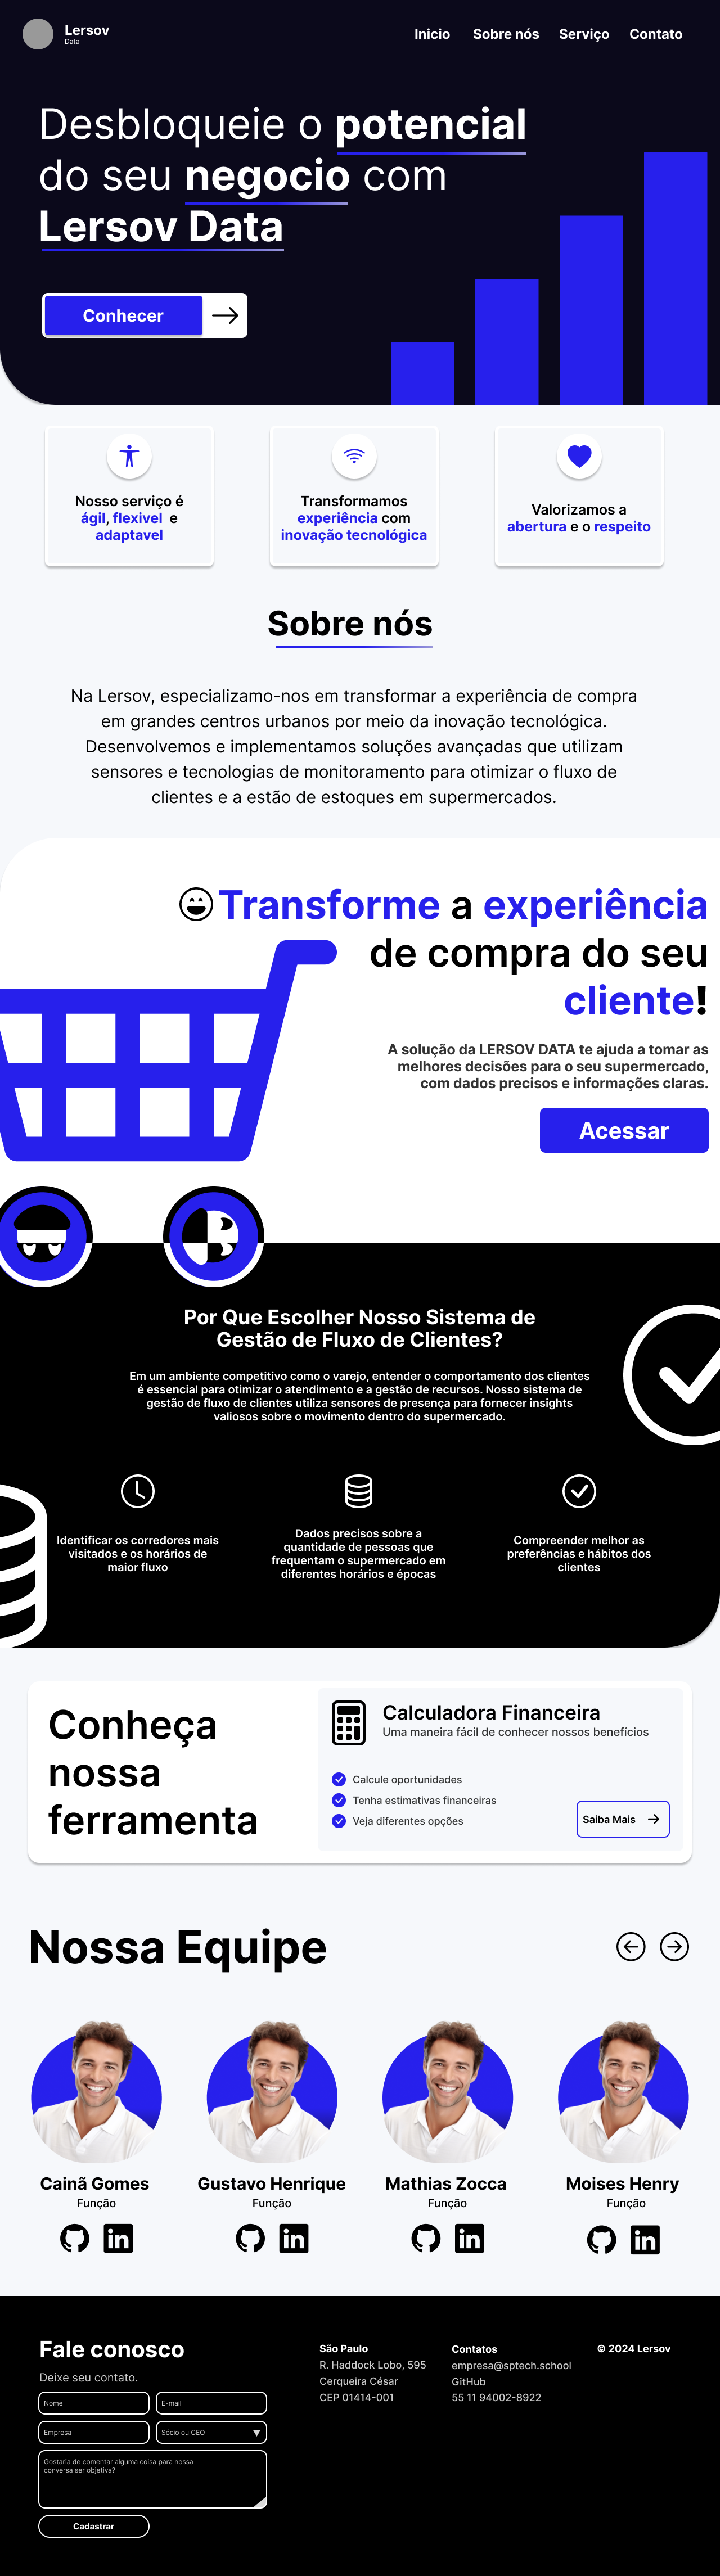 Lersov
Data
Inicio Sobre nós Serviço Contato
Desbloqueie o potencial
do seu negocio com
Lersov Data
Conhecer
Nosso serviço é
ágil, flexivel e
adaptavel
Transformamos
experiência com
inovação tecnológica
Valorizamos a
abertura e o respeito
Sobre nós
Na Lersov, especializamo-nos em transformar a experiência de compra
em grandes centros urbanos por meio da inovação tecnológica.
Desenvolvemos e implementamos soluções avançadas que utilizam
sensores e tecnologias de monitoramento para otimizar o fluxo de
clientes e a estão de estoques em supermercados.
Transforme a experiência
de compra do seu
cliente!
A solução da LERSOV DATA te ajuda a tomar as
melhores decisões para o seu supermercado,
com dados precisos e informações claras.
Acessar
Por Que Escolher Nosso Sistema de
Gestão de Fluxo de Clientes?
Em um ambiente competitivo como o varejo, entender o comportamento dos clientes
é essencial para otimizar o atendimento e a gestão de recursos. Nosso sistema de
gestão de fluxo de clientes utiliza sensores de presença para fornecer insights
valiosos sobre o movimento dentro do supermercado.
Identificar os corredores mais
visitados e os horários de
maior fluxo
Dados precisos sobre a
quantidade de pessoas que
frequentam o supermercado em
diferentes horários e épocas
Compreender melhor as
preferências e hábitos dos
clientes
Conheça
nossa
ferramenta
Calculadora Financeira
Uma maneira fácil de conhecer nossos benefícios
Calcule oportunidades
Tenha estimativas financeiras
Veja diferentes opções
Saiba Mais
Nossa Equipe
Cainã Gomes
Função
Gustavo Henrique
Função
Mathias Zocca
Função
Moises Henry
Função
Fale conosco
Deixe seu contato.
Nome
E-mail
Empresa
Sócio ou CEO
Gostaria de comentar alguma coisa para nossa
conversa ser objetiva?
Cadastrar
São Paulo
R. Haddock Lobo, 595
Cerqueira César
CEP 01414-001
Contatos
empresa@sptech.school
GitHub
55 11 94002-8922
© 2024 Lersov